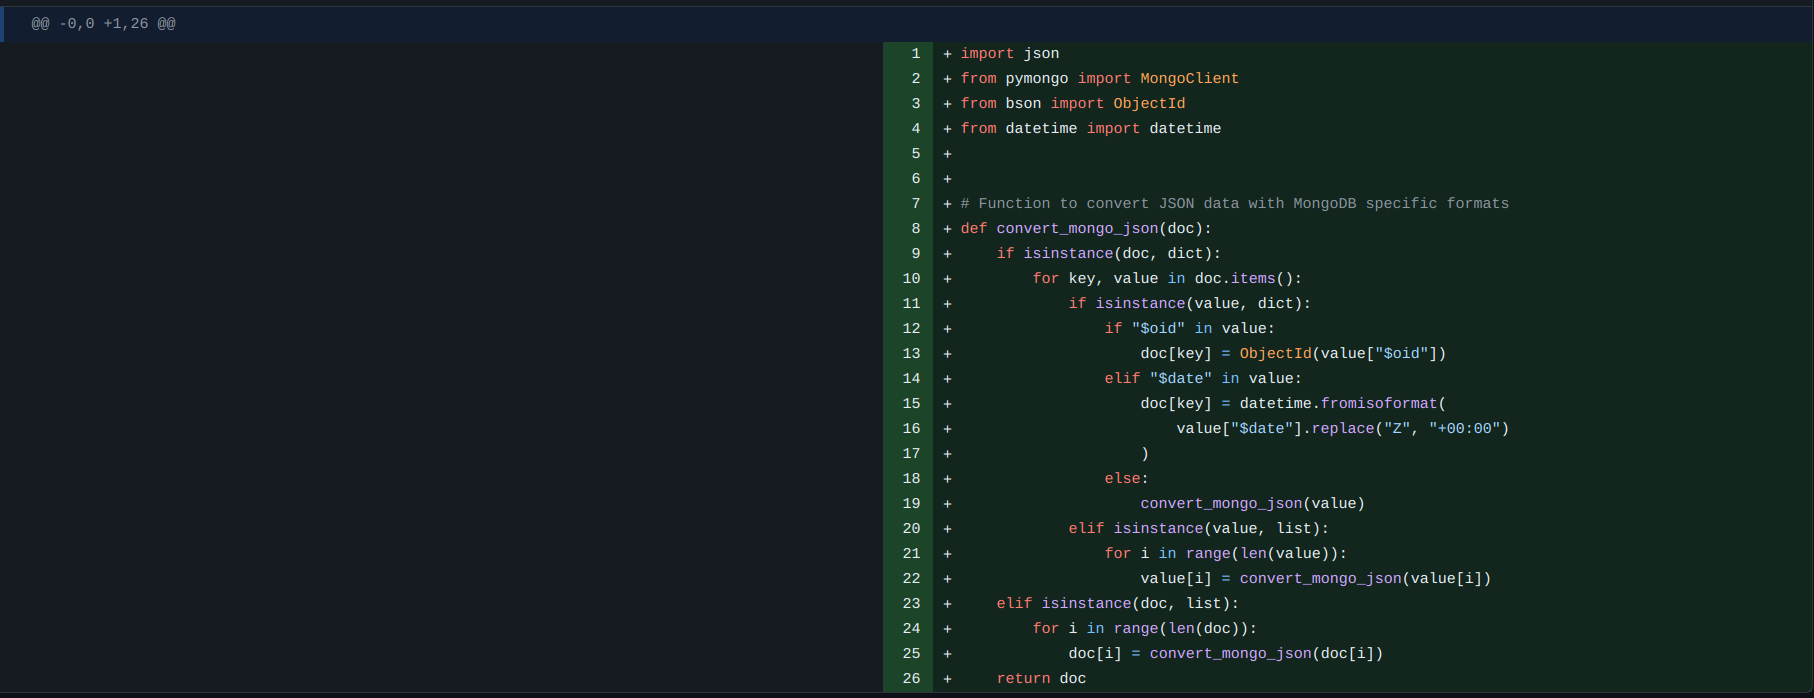 @@ -0,0 +1,26 @@
1 + import json
2 + from pymongo import MongoClient
3 + from bson import ObjectId
4 + from datetime import datetime
5 +
6 +
7 + # Function to convert JSON data with MongoDB specific formats
8 + def convert_mongo_json(doc):
9 +     if isinstance(doc, dict):
10 +         for key, value in doc.items():
11 +             if isinstance(value, dict):
12 +                 if "$oid" in value:
13 +                     doc[key] = ObjectId(value["$oid"])
14 +                 elif "$date" in value:
15 +                     doc[key] = datetime.fromisoformat(
16 +                         value["$date"].replace("Z", "+00:00")
17 +                     )
18 +                 else:
19 +                     convert_mongo_json(value)
20 +             elif isinstance(value, list):
21 +                 for i in range(len(value)):
22 +                     value[i] = convert_mongo_json(value[i])
23 +     elif isinstance(doc, list):
24 +         for i in range(len(doc)):
25 +             doc[i] = convert_mongo_json(doc[i])
26 +     return doc